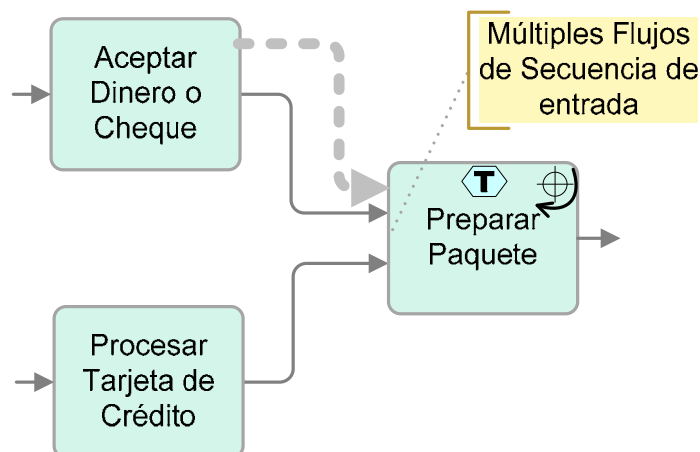 Aceptar
Dinero o
Cheque
Múltiples Flujos
de Secuencia de
entrada
T
Preparar
Paquete
Procesar
Tarjeta de
Crédito